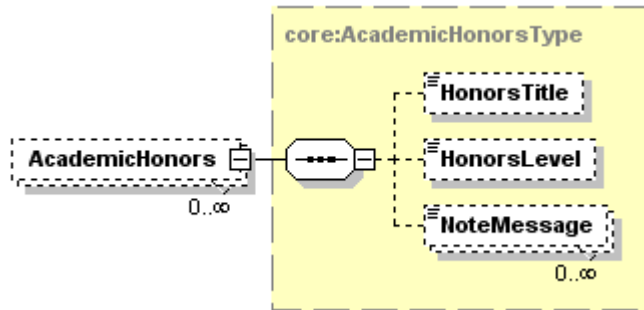 core:AcademicHonorsType
HonorsTitle
AcademicHonors
HonorsLevel
0..∞
NoteMessage
0..∞